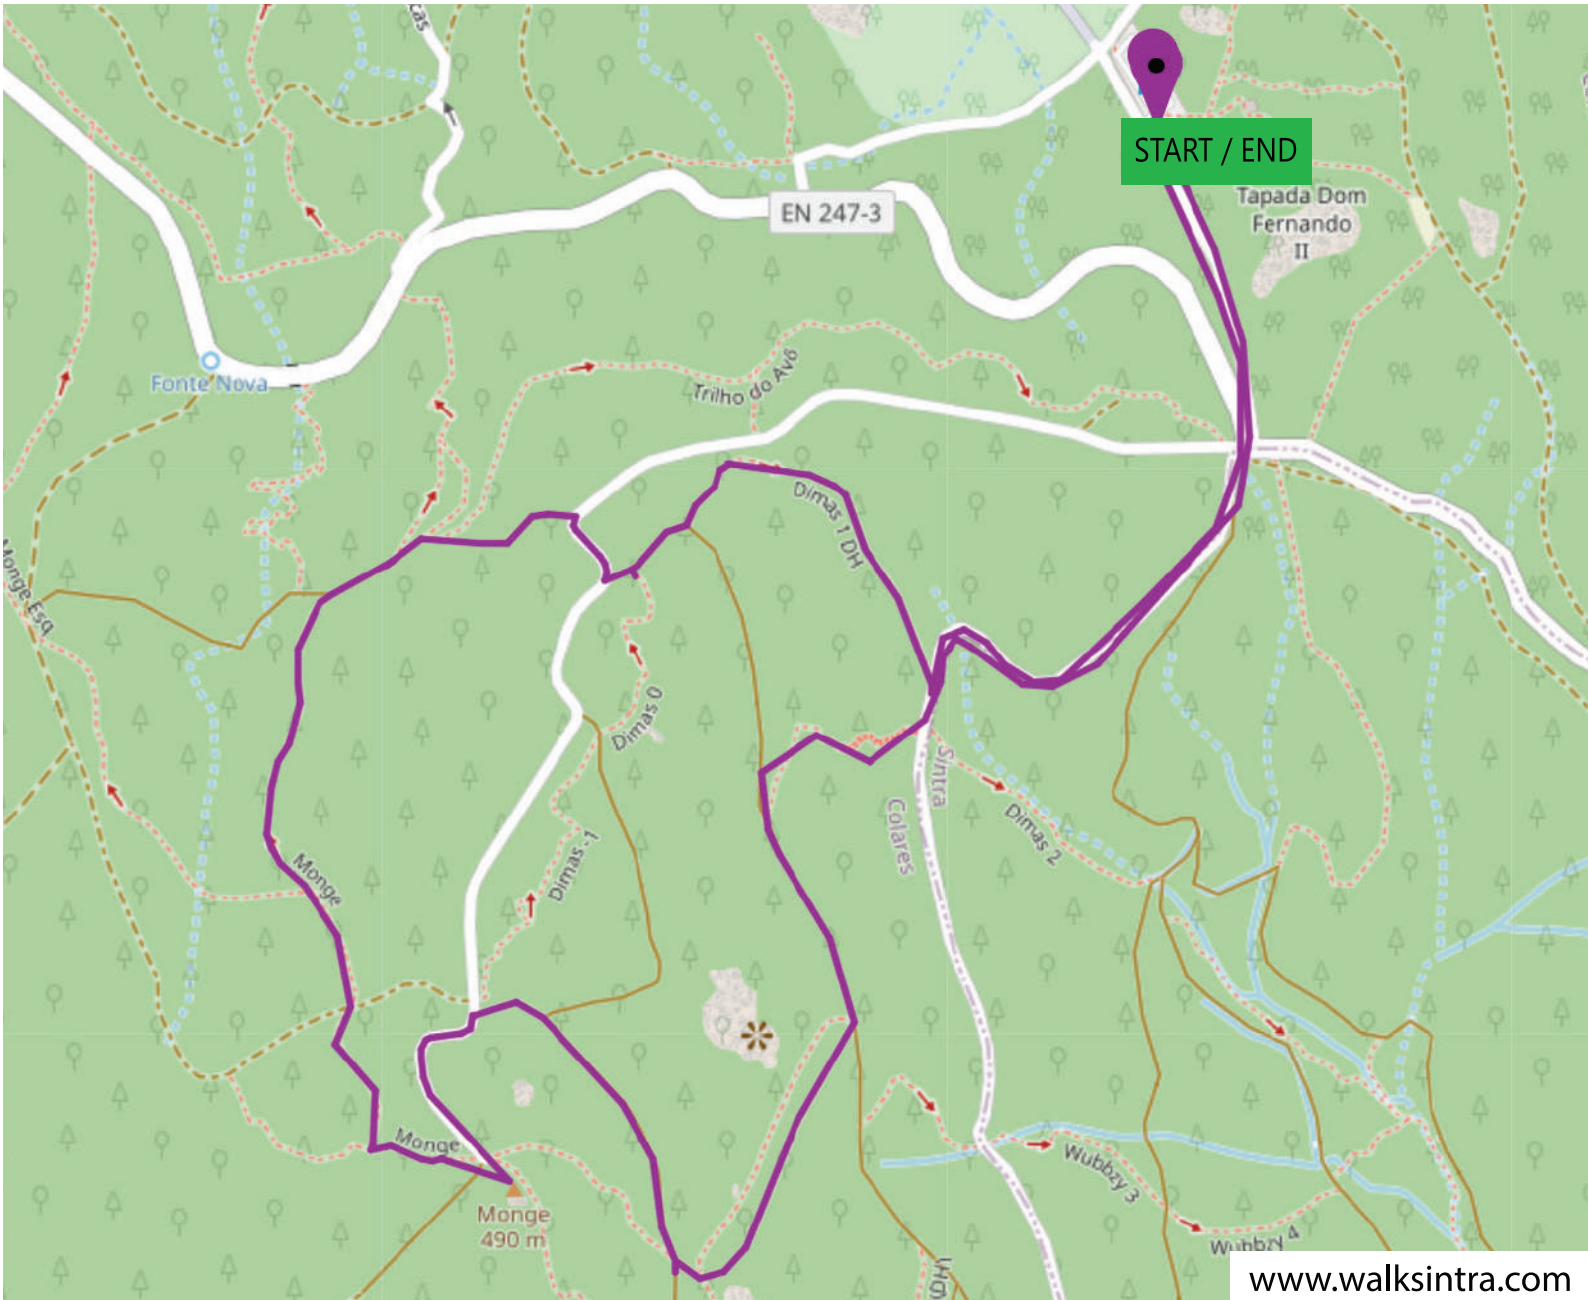 cas
START / END
Tapada Dom
Fernando
II
EN 247-3
Fonte Nova
Trilho do Avô
Dimas 1 DH
Monge Esq
Dimas 0
Sintra
Colares
Dimas 2
Dimas -1
Monge
Monge
Wubbzy 3
Monge
490 m
Wubbzy 4
www.walksintra.com